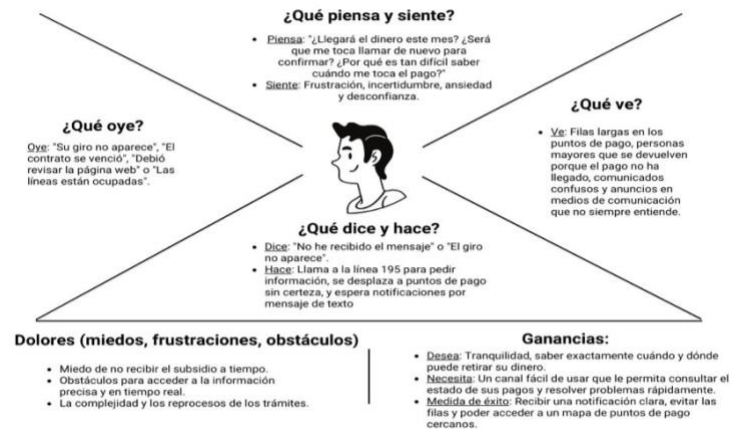 ¿Qué piensa y siente?
• Piensa: "¿Llegará el dinero este mes? ¿Será
que me toca llamar de nuevo para
confirmar? ¿Por qué es tan difícil saber
cuándo me toca el pago?"
• Siente: Frustración, incertidumbre, ansiedad
y desconfianza.
¿Qué oye?
Oye: "Su giro no aparece", "El
contrato se venció", "Debió
revisar la página web" o "Las
líneas están ocupadas".
¿Qué ve?
• Ve: Filas largas en los
puntos de pago, personas
mayores que se devuelven
porque el pago no ha
llegado, comunicados
confusos y anuncios en
medios de comunicación
que no siempre entiende.
¿Qué dice y hace?
• Dice: "No he recibido el mensaje" o "El giro
no aparece".
• Hace: Llama a la línea 195 para pedir
información, se desplaza a puntos de pago
sin certeza, y espera notificaciones por
mensaje de texto
Dolores (miedos, frustraciones, obstáculos)
• Miedo de no recibir el subsidio a tiempo.
• Obstáculos para acceder a la información
precisa y en tiempo real.
• La complejidad y los reprocesos de los trámites.
Ganancias:
• Desea: Tranquilidad, saber exactamente cuándo y dónde
puede retirar su dinero.
• Necesita: Un canal fácil de usar que le permita consultar el
estado de sus pagos y resolver problemas rápidamente.
• Medida de éxito: Recibir una notificación clara, evitar las
filas y poder acceder a un mapa de puntos de pago
cercanos.